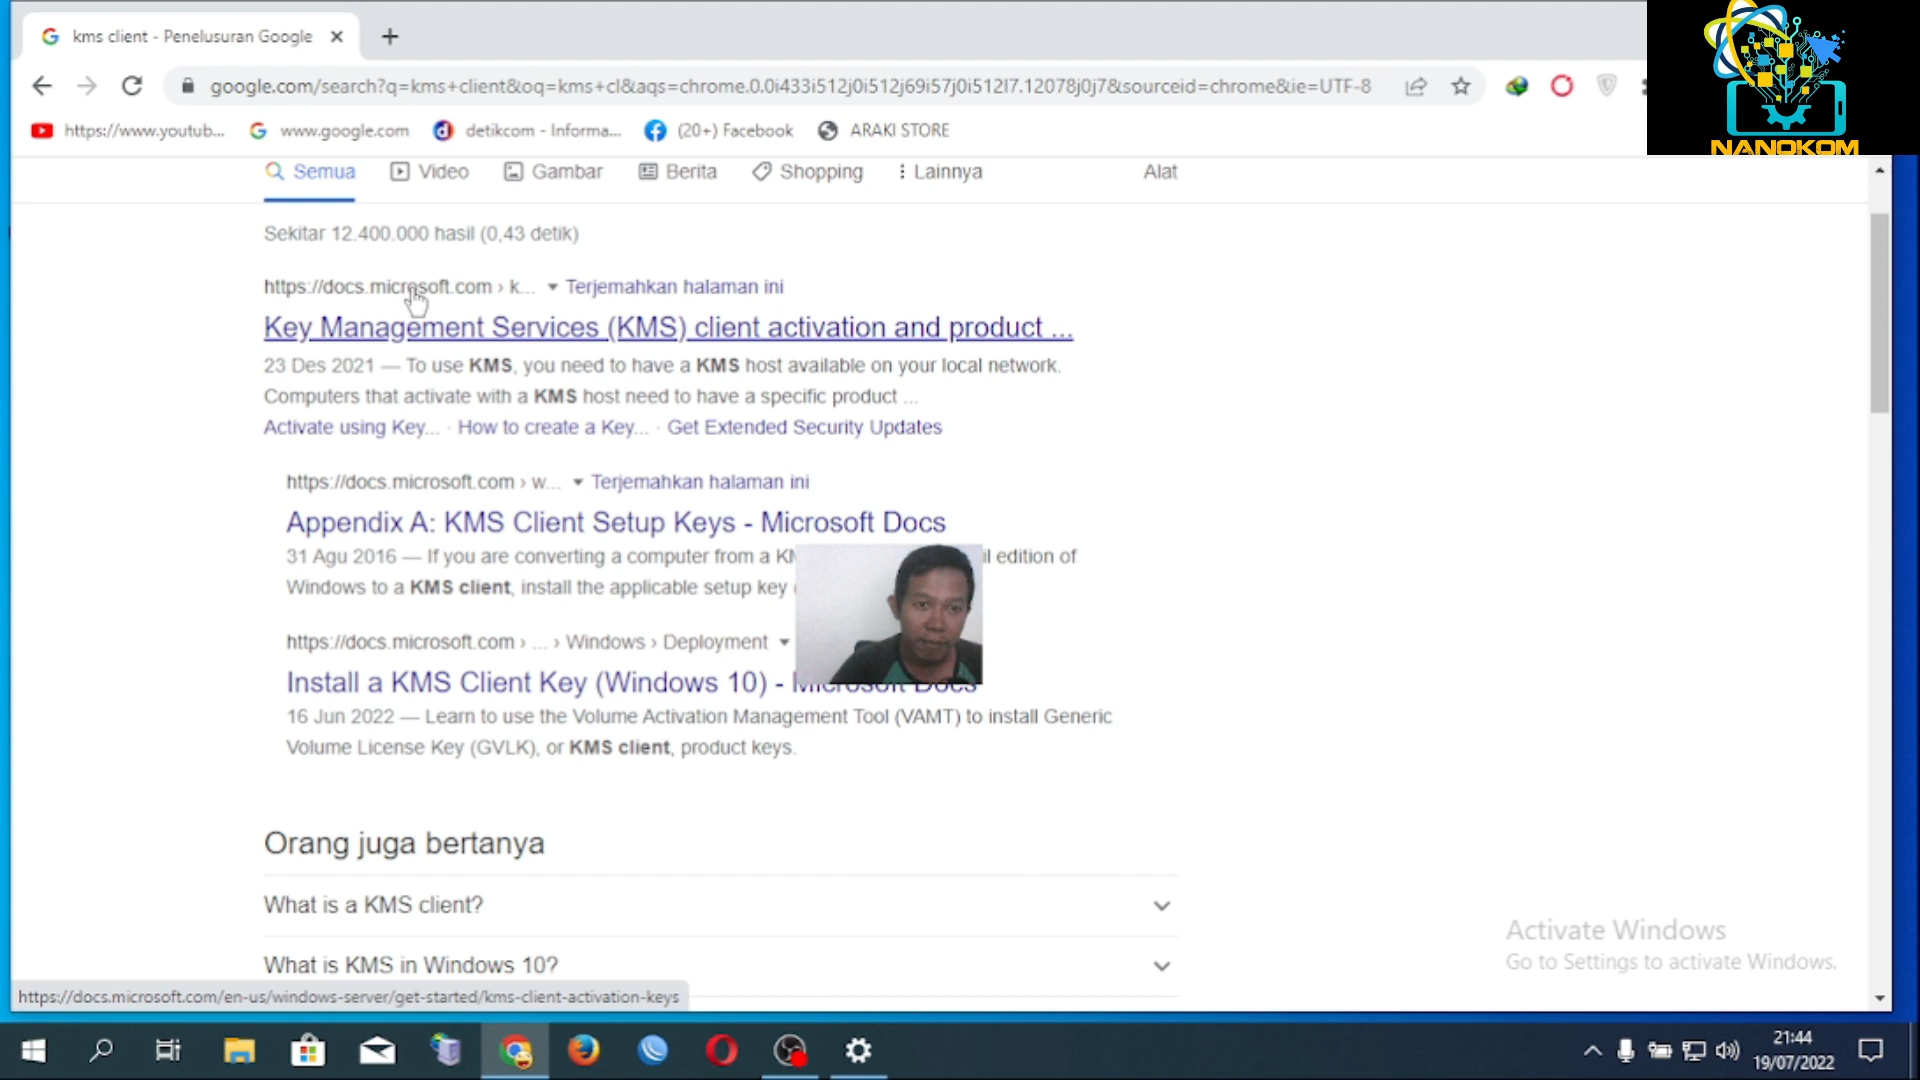 kms client - Penelusuran Google
google.com/search?q=kms+client&oq=kms+cl&aqs=chrome.0.0i433i512j0i512j69i57j0i512l7.12078j0j7&sourceid=chrome&ie=UTF-8
https://www.youtub... www.google.com detikcom - Informa... (20+) Facebook ARAKI STORE
NANOKOM
Semua Video Gambar Berita Shopping Lainnya Alat
Sekitar 12.400.000 hasil (0,43 detik)
https://docs.microsoft.com › k... Terjemahkan halaman ini
Key Management Services (KMS) client activation and product ...
23 Des 2021 — To use KMS, you need to have a KMS host available on your local network.
Computers that activate with a KMS host need to have a specific product ...
Activate using Key... · How to create a Key... · Get Extended Security Updates
https://docs.microsoft.com › w... Terjemahkan halaman ini
Appendix A: KMS Client Setup Keys - Microsoft Docs
31 Agu 2016 — If you are converting a computer from a edition of
Windows to a KMS client, install the applicable setup key
https://docs.microsoft.com › ... › Windows › Deployment
Install a KMS Client Key (Windows 10) - Microsoft Docs
16 Jun 2022 — Learn to use the Volume Activation Management Tool (VAMT) to install Generic
Volume License Key (GVLK), or KMS client, product keys.
Orang juga bertanya
What is a KMS client?
What is KMS in Windows 10?
Activate Windows
Go to Settings to activate Windows.
https://docs.microsoft.com/en-us/windows-server/get-started/kms-client-activation-keys
21:44
19/07/2022